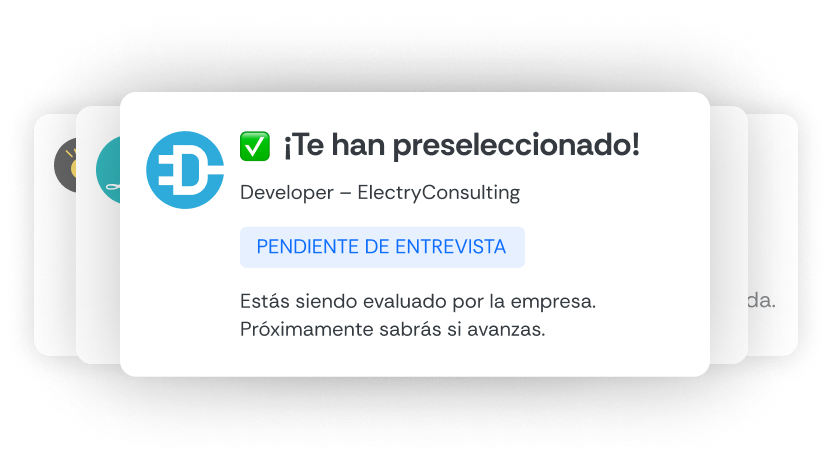 ✅ ¡Te han preseleccionado!
Developer – ElectryConsulting
PENDIENTE DE ENTREVISTA
Estás siendo evaluado por la empresa.
Próximamente sabrás si avanzas.
da.